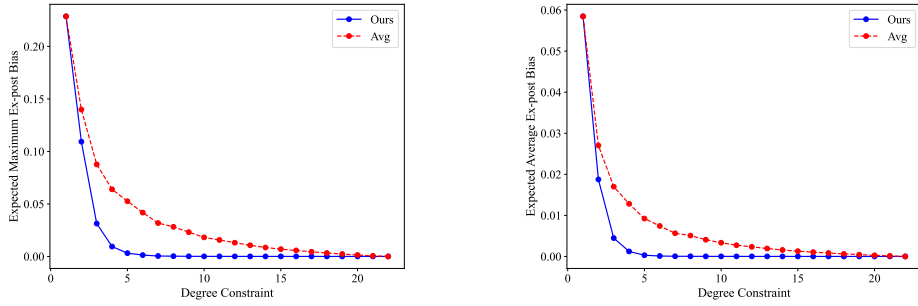 Expected Maximum Ex-post Bias
0.20
0.15
0.10
0.05
0.00
0
5
10
15
20
Degree Constraint
Ours
Avg
Expected Average Ex-post Bias
0.06
0.05
0.04
0.03
0.02
0.01
0.00
0
5
10
15
20
Degree Constraint
Ours
Avg